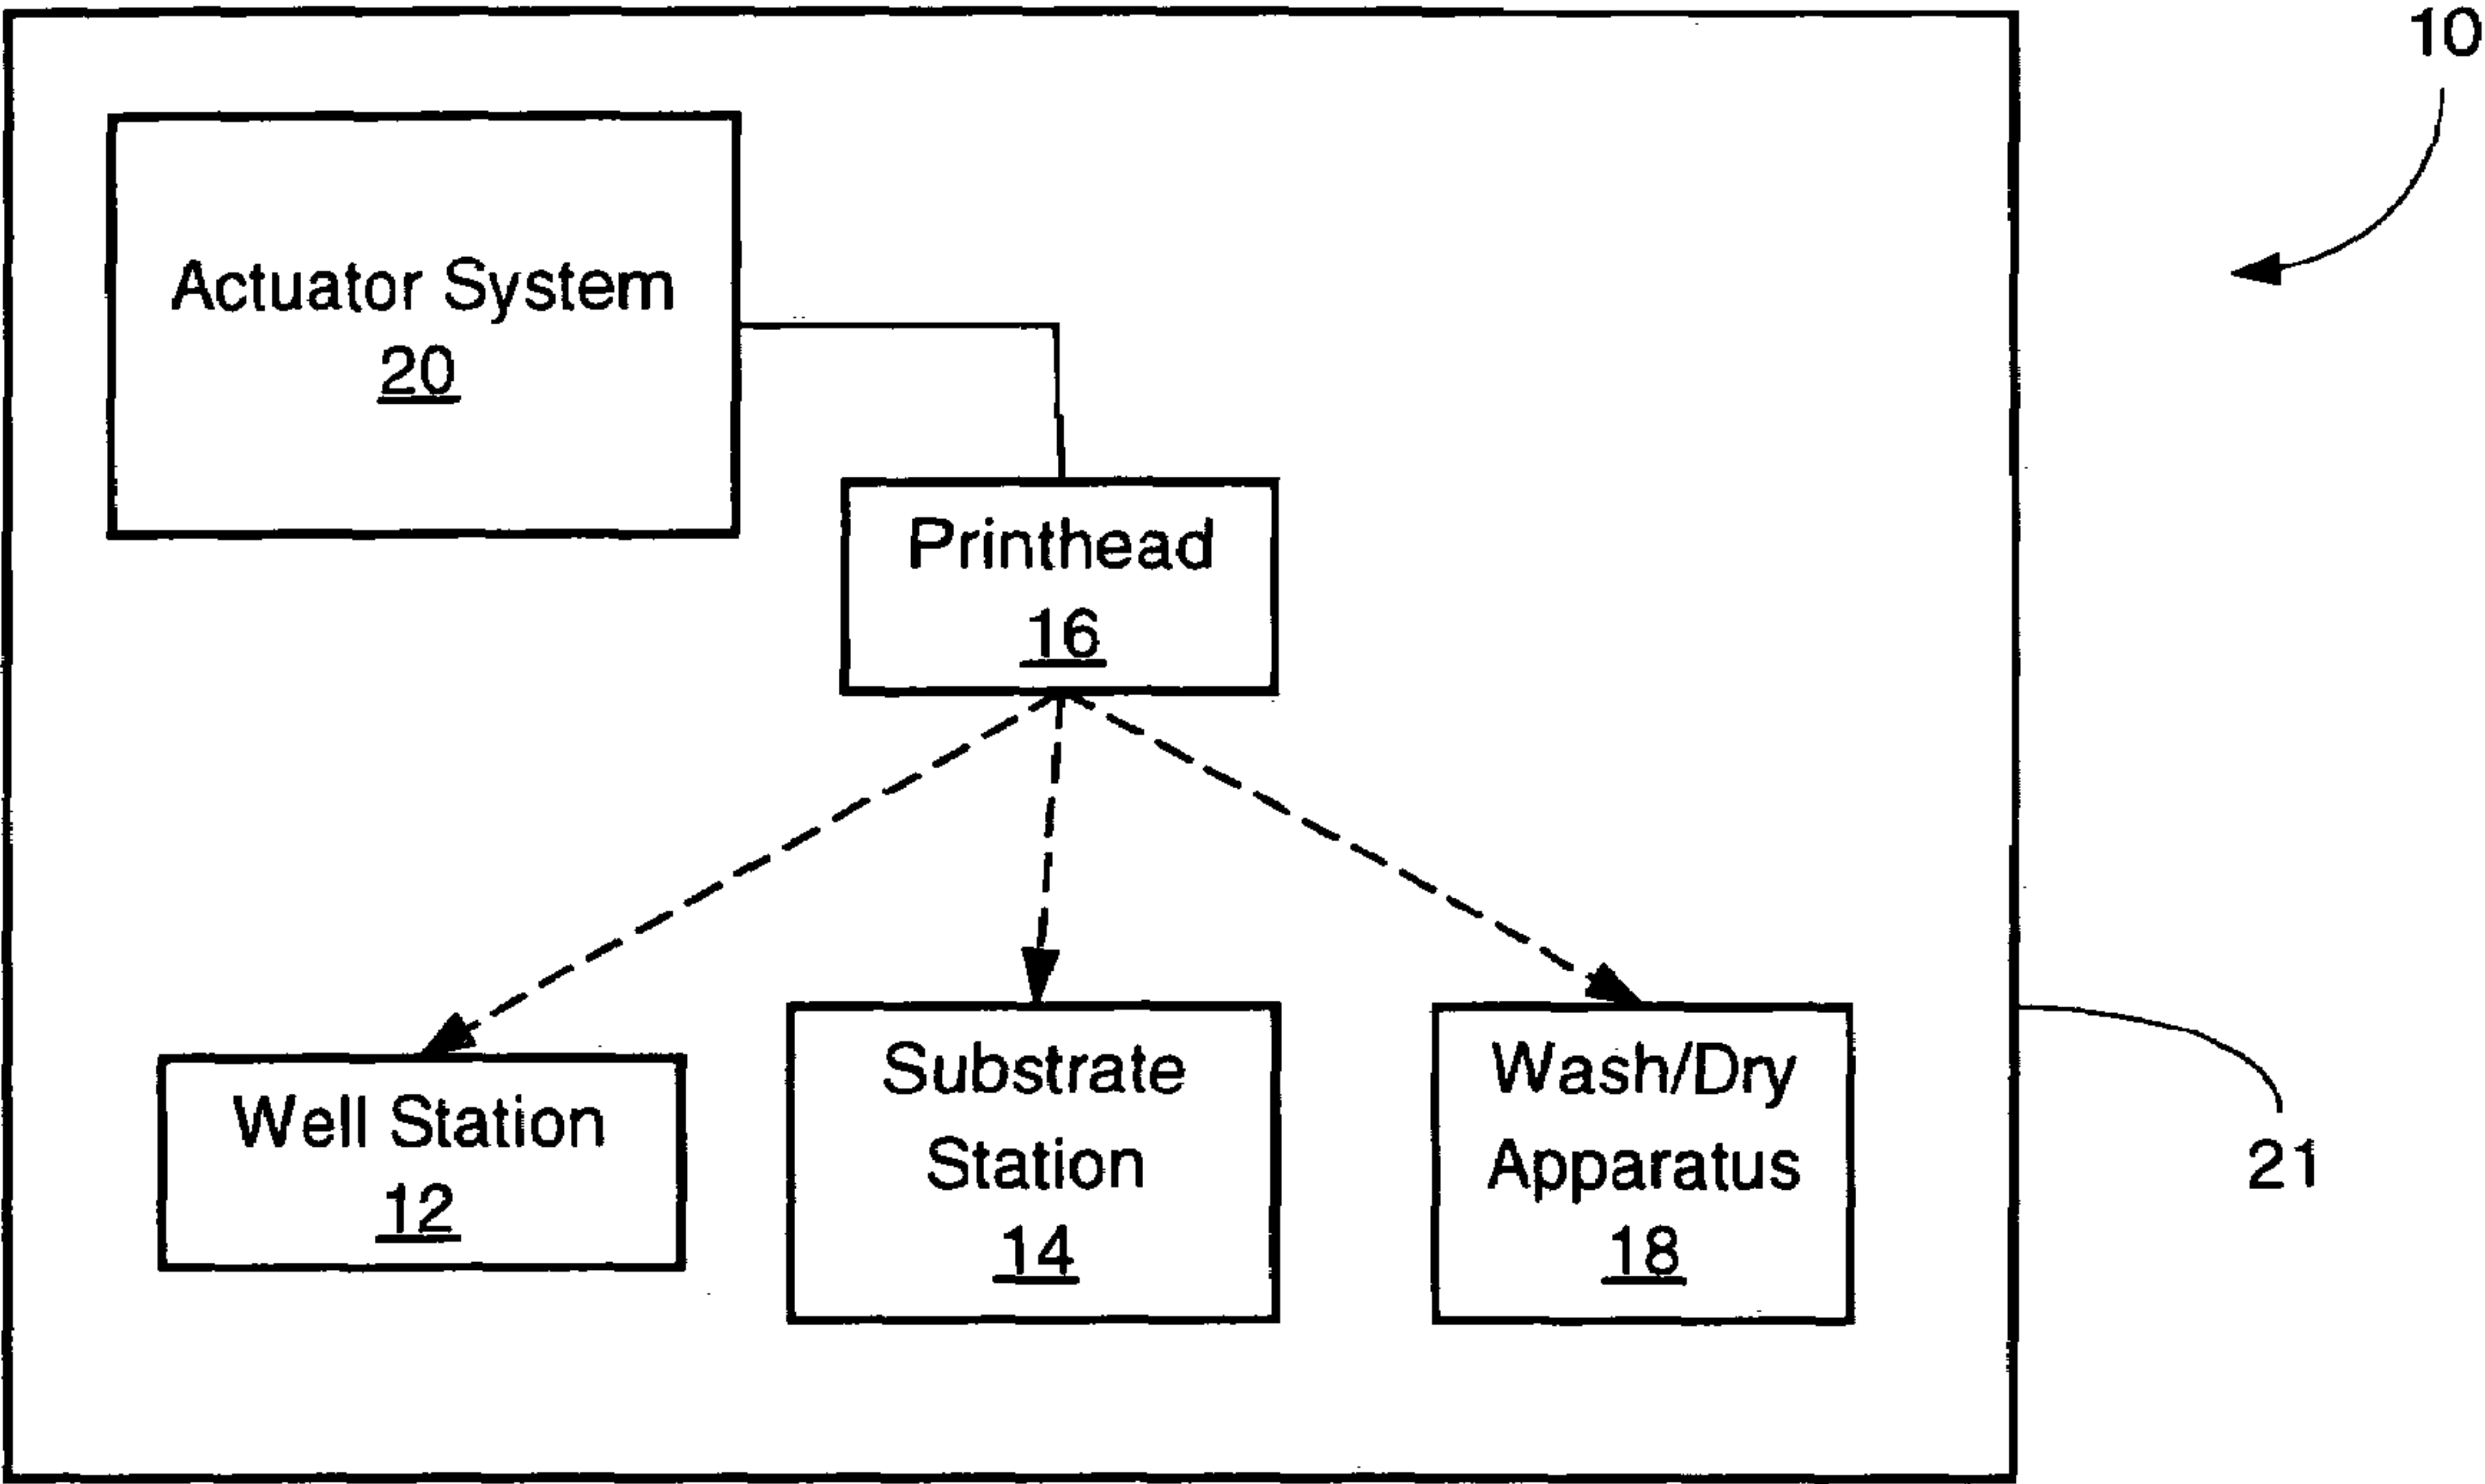 10
Actuator System
20
Printhead
16
Well Station
12
Substrate
Station
14
Wash/Dry
Apparatus
18
21